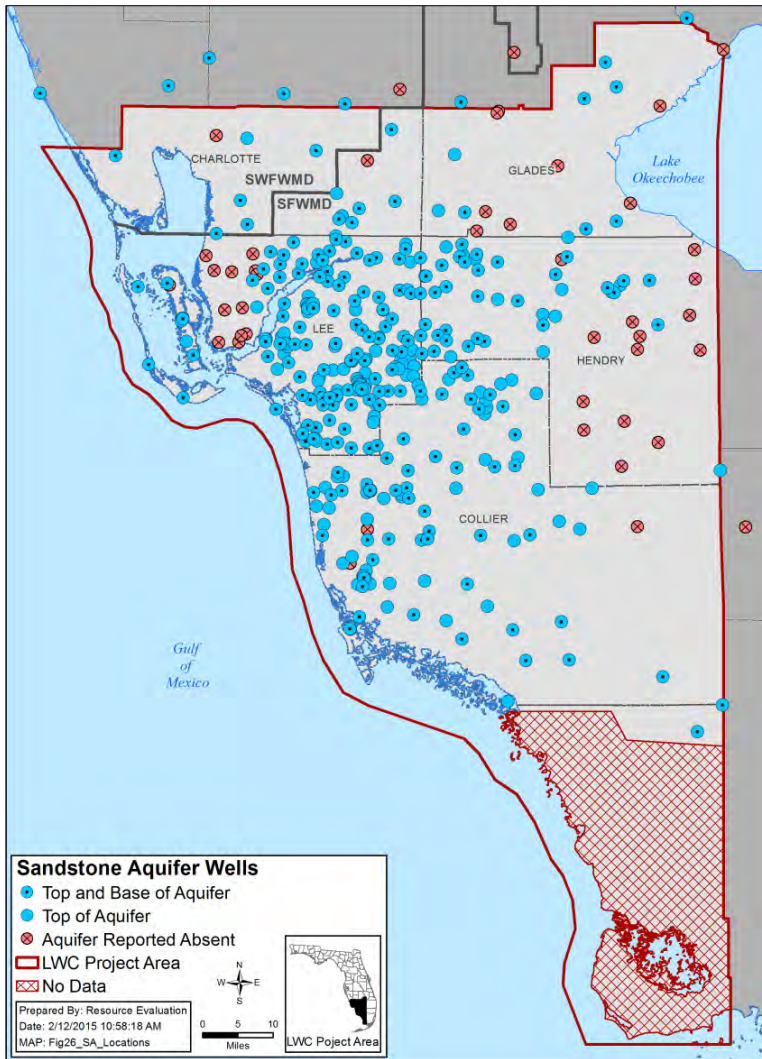 CHARLOTTE
SWFWMD
SFWMD
GLADES
Lake
Okeechobee
LEE
HENDRY
COLLIER
Gulf
of
Mexico
Sandstone Aquifer Wells
Top and Base of Aquifer
Top of Aquifer
Aquifer Reported Absent
LWC Project Area
No Data
N
W E
S
Prepared By: Resource Evaluation
Date: 2/12/2015 10:58:18 AM
MAP: Fig26_SA_Locations
0 5 10
Miles
LWC Poject Area